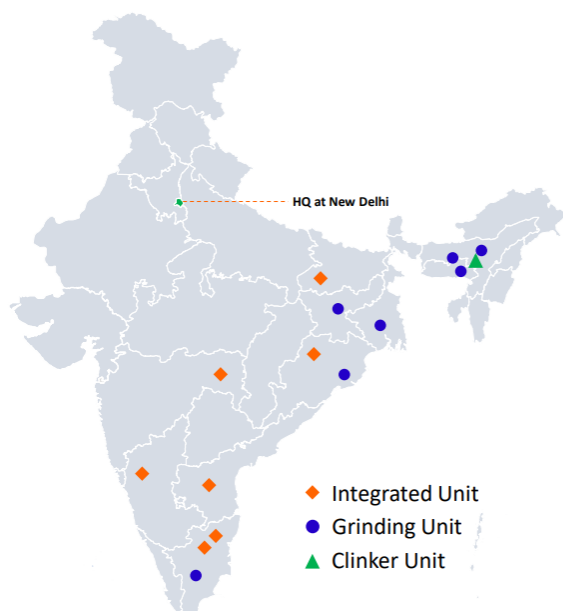 HQ at New Delhi
Integrated Unit
Grinding Unit
Clinker Unit